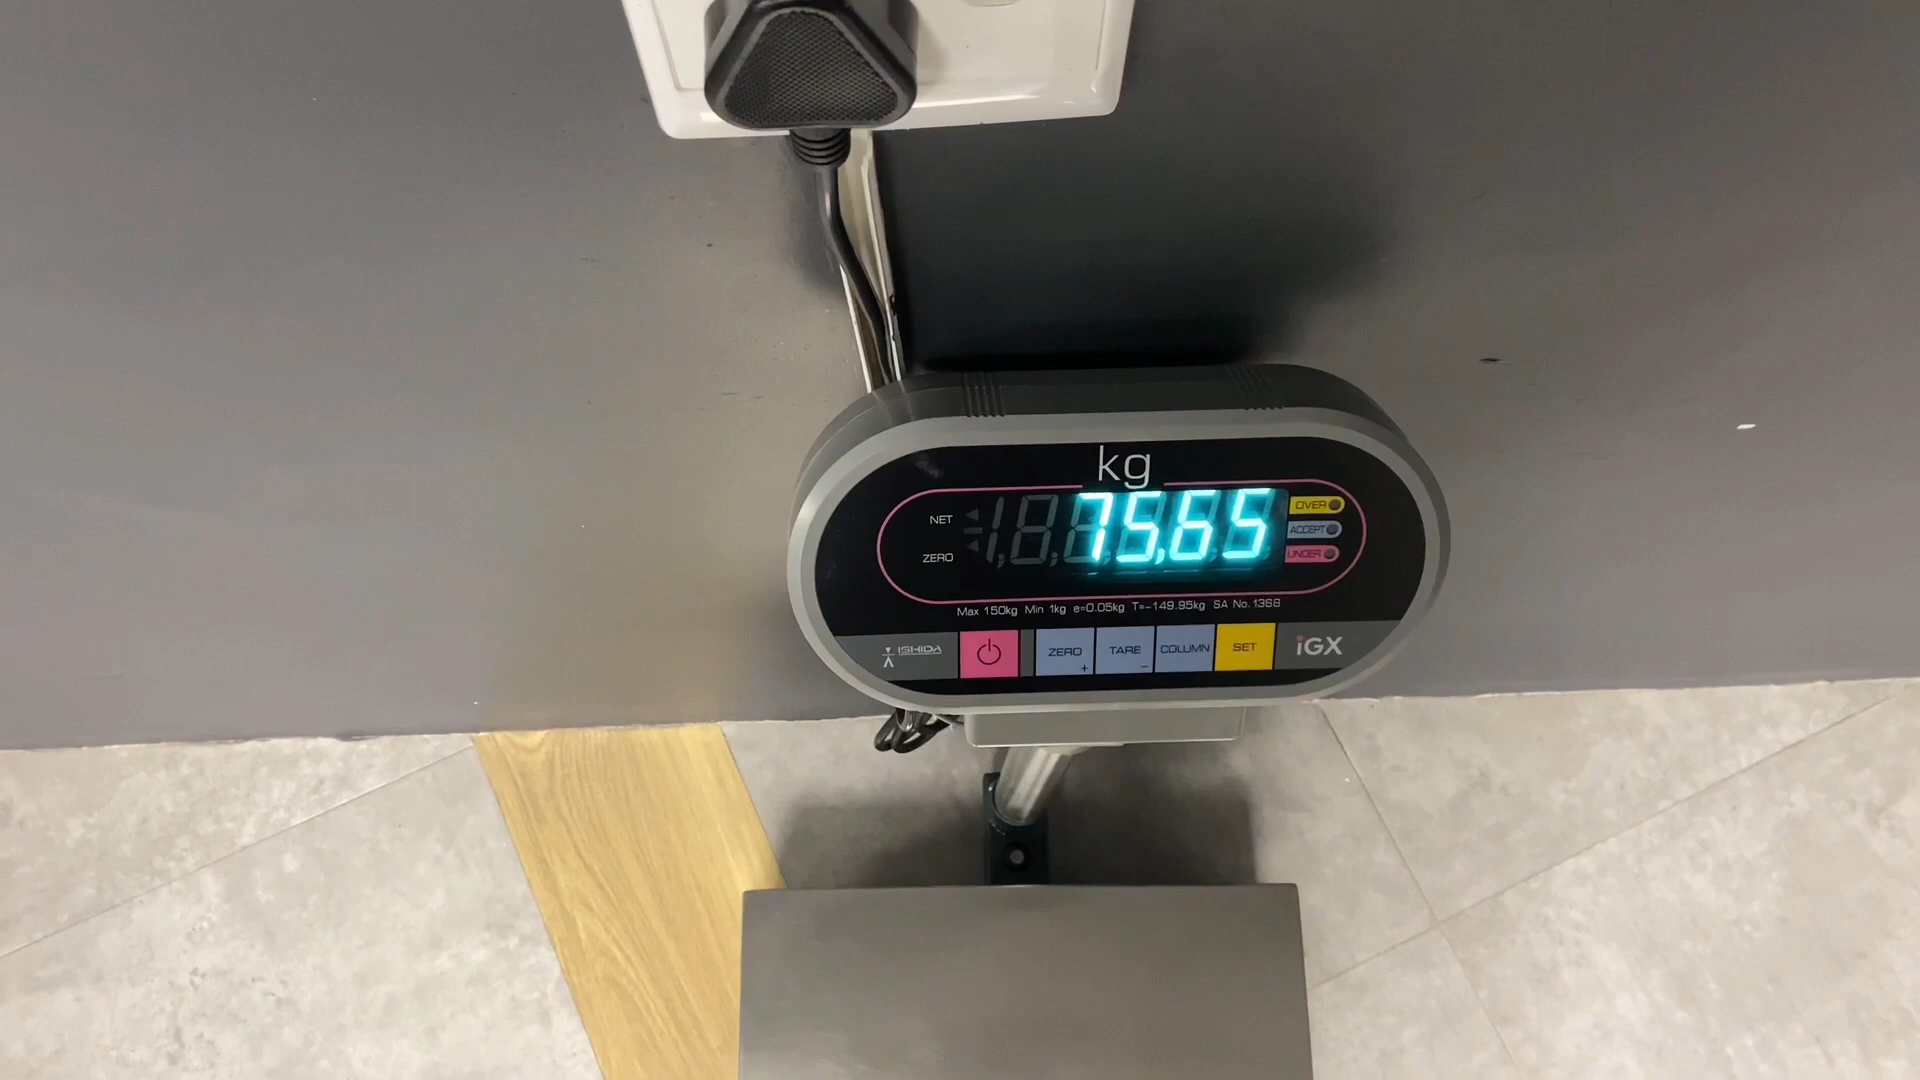 kg
NET
ZERO
75,65
OVER
ACCEPT
UNDER
Max 150kg Min 1kg e=0.05kg T=-149.95kg SA No. 1368
ISHIDA
ZERO +
TARE −
COLUMN
SET
iGX